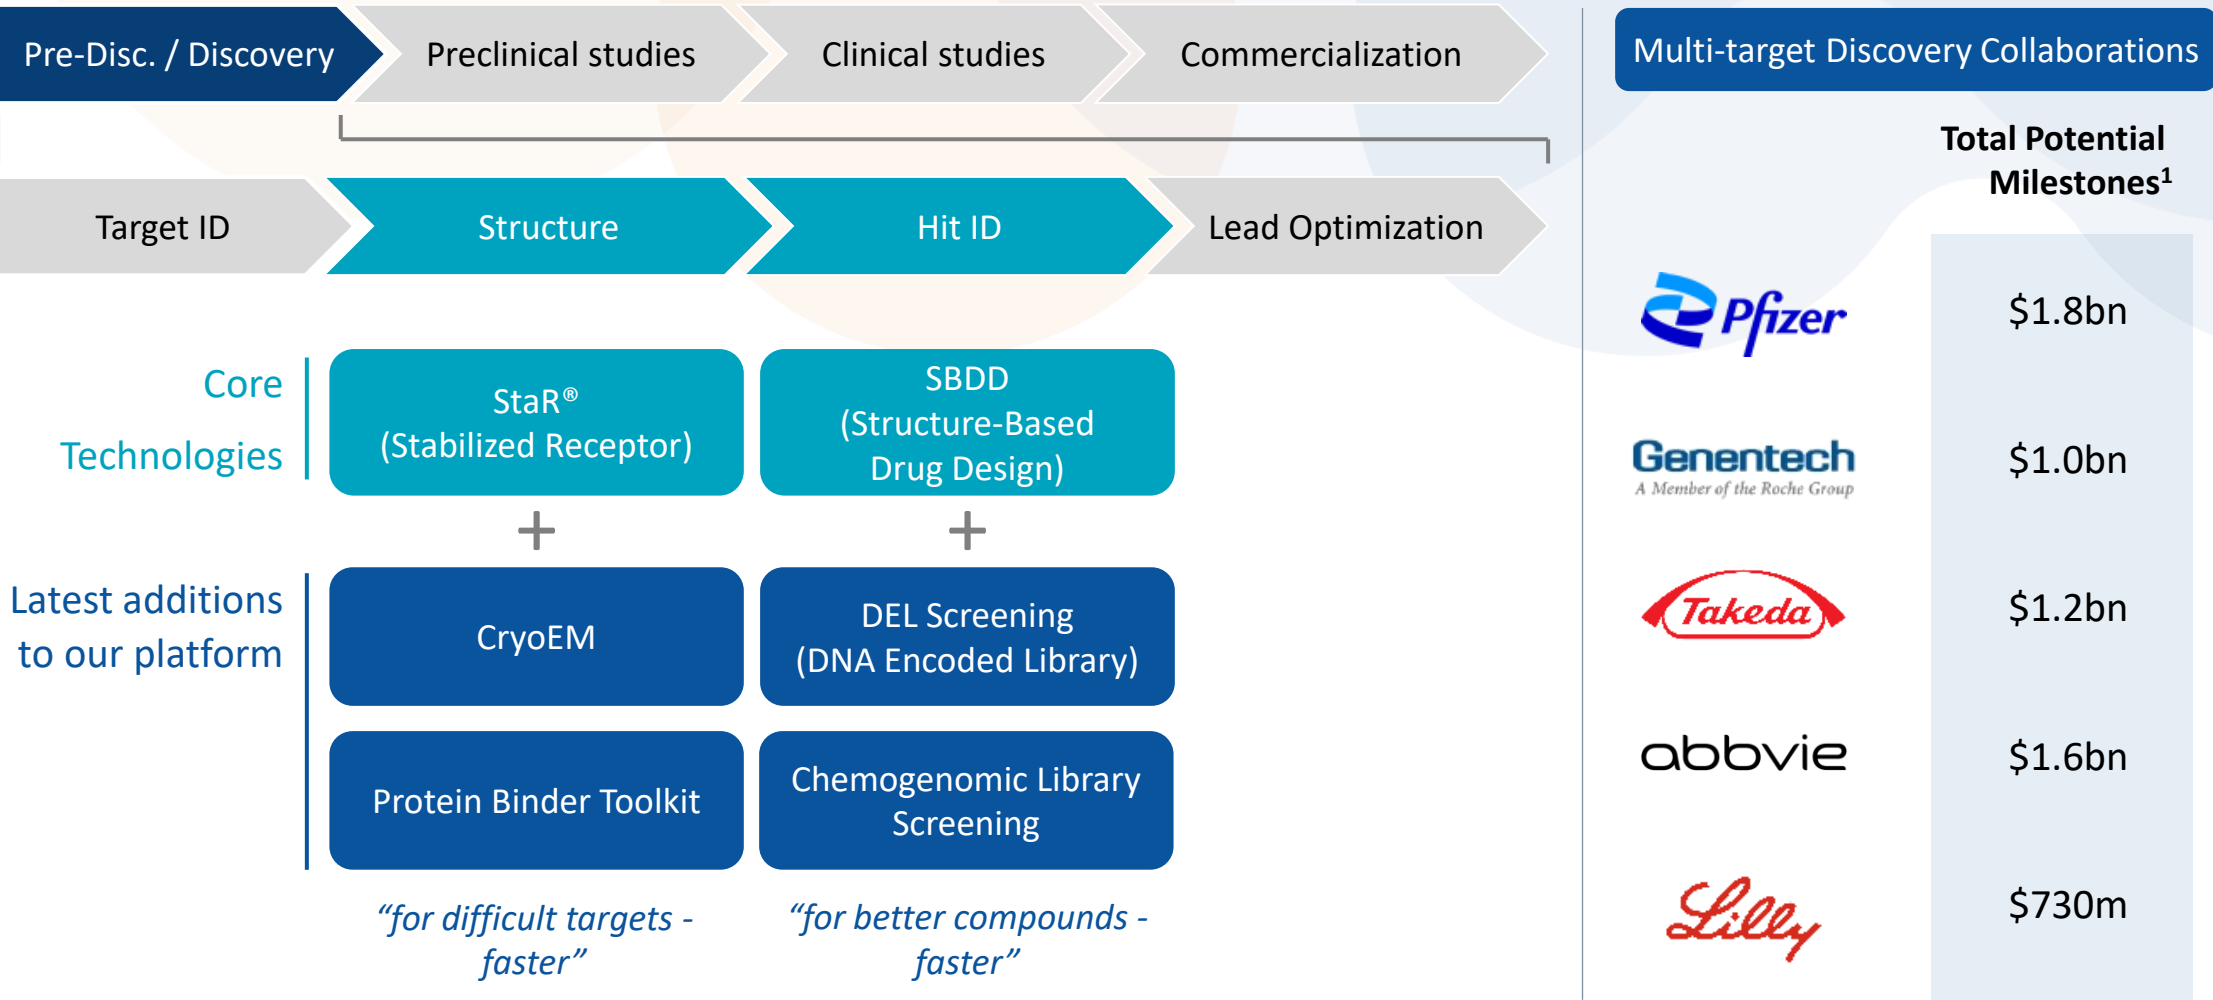 Pre-Disc. / Discovery
Preclinical studies
Clinical studies
Commercialization
Target ID
Structure
Hit ID
Lead Optimization
Core
Technologies
StaR®
(Stabilized Receptor)
SBDD
(Structure-Based
Drug Design)
+
+
Latest additions
to our platform
CryoEM
DEL Screening
(DNA Encoded Library)
Protein Binder Toolkit
Chemogenomic Library
Screening
“for difficult targets -
faster”
“for better compounds -
faster”
Multi-target Discovery Collaborations
Total Potential
Milestones¹
Pfizer
$1.8bn
Genentech
A Member of the Roche Group
$1.0bn
Takeda
$1.2bn
abbvie
$1.6bn
Lilly
$730m